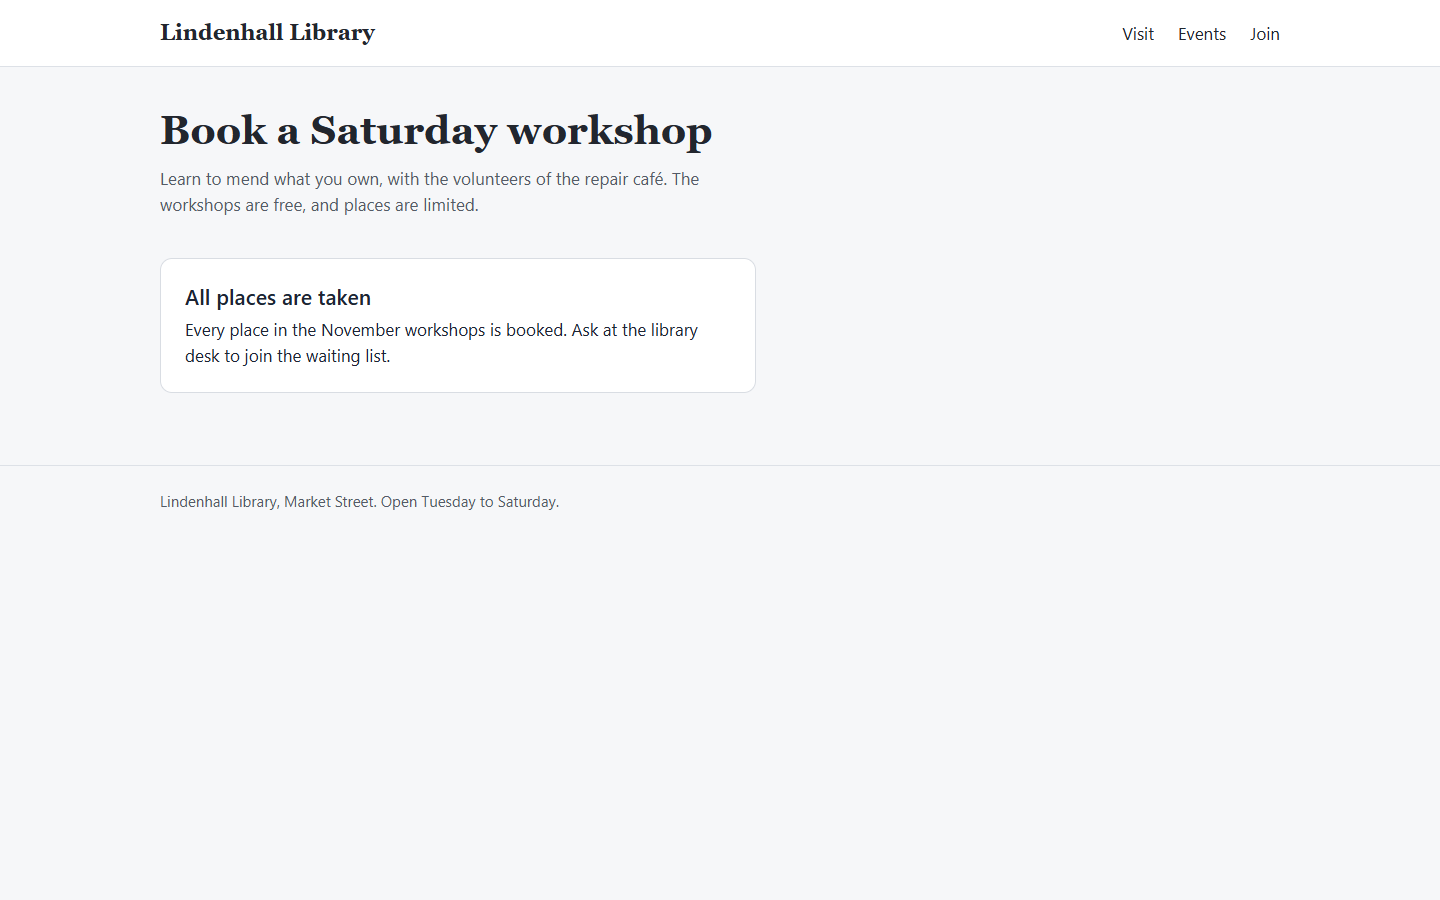 Lindenhall Library
Visit Events Join
Book a Saturday workshop
Learn to mend what you own, with the volunteers of the repair café. The
workshops are free, and places are limited.
All places are taken
Every place in the November workshops is booked. Ask at the library
desk to join the waiting list.
Lindenhall Library, Market Street. Open Tuesday to Saturday.